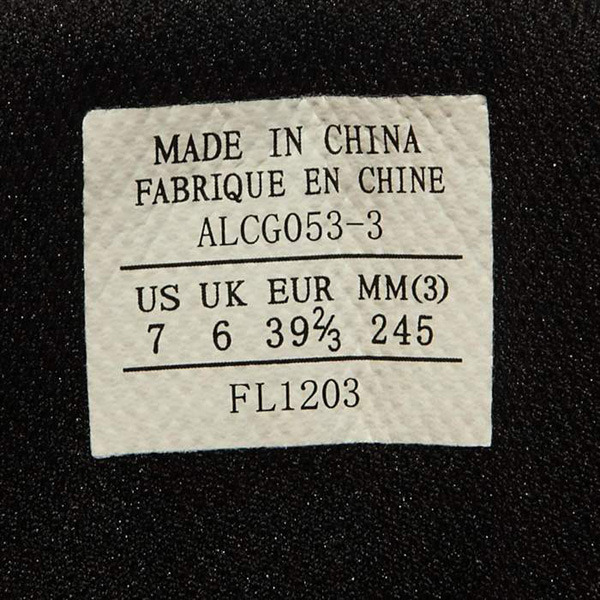 MADE IN CHINA
FABRIQUE EN CHINE
ALCG053-3
US UK EUR MM(3)
7 6 39⅔ 245
FL1203